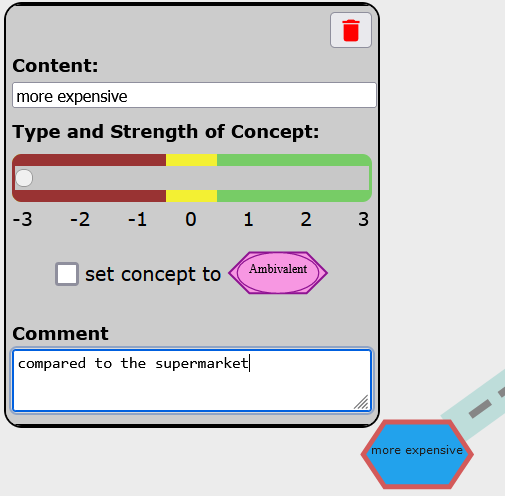 Content:
more expensive
Type and Strength of Concept:
-3 -2 -1 0 1 2 3
set concept to Ambivalent
Comment
compared to the supermarket
more expensive